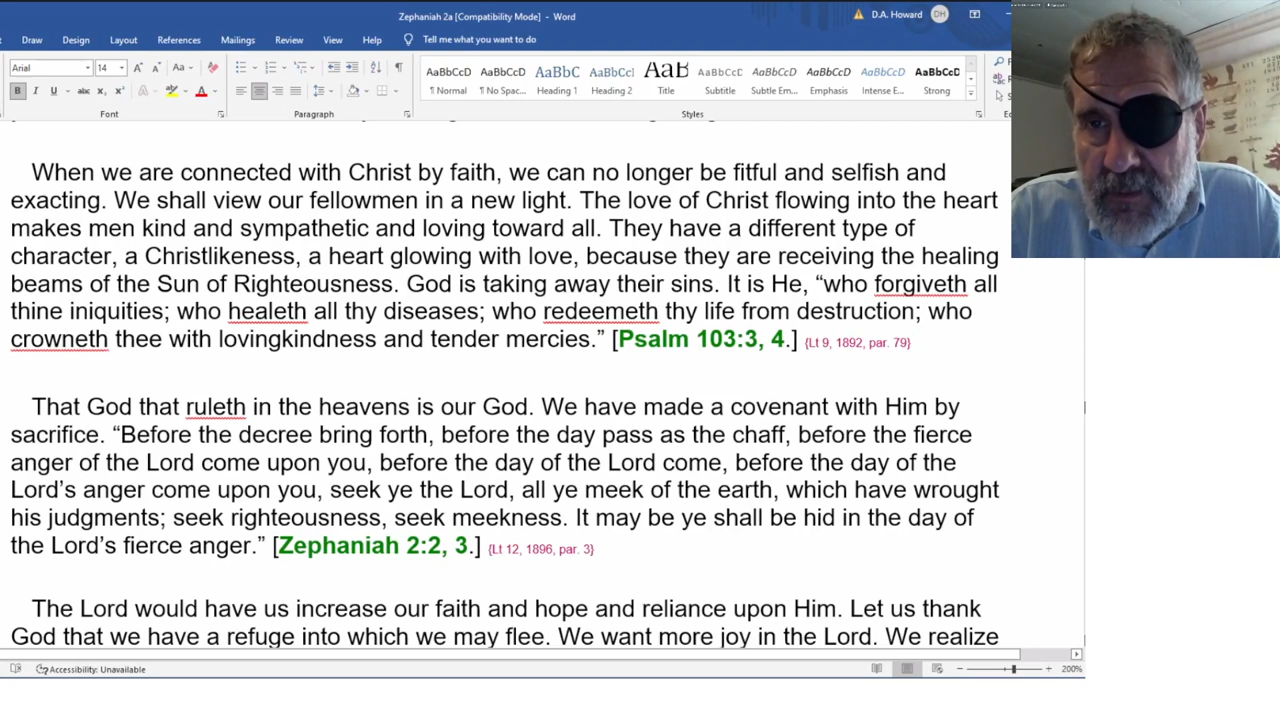 Zephaniah 2a [Compatibility Mode] - Word
D.A. Howard DH
Draw Design Layout References Mailings Review View Help Tell me what you want to do
Arial 14
AaBbCcD AaBbCcD AaBbC AaBbCcI AaB AaBbCcD AaBbCcD AaBbCcD AaBbCcD AaBbCcD
¶ Normal ¶ No Spac... Heading 1 Heading 2 Title Subtitle Subtle Em... Emphasis Intense E... Strong
Font Paragraph Styles
When we are connected with Christ by faith, we can no longer be fitful and selfish and
exacting. We shall view our fellowmen in a new light. The love of Christ flowing into the heart
makes men kind and sympathetic and loving toward all. They have a different type of
character, a Christlikeness, a heart glowing with love, because they are receiving the healing
beams of the Sun of Righteousness. God is taking away their sins. It is He, “who forgiveth all
thine iniquities; who healeth all thy diseases; who redeemeth thy life from destruction; who
crowneth thee with lovingkindness and tender mercies.” [Psalm 103:3, 4.] {Lt 9, 1892, par. 79}
That God that ruleth in the heavens is our God. We have made a covenant with Him by
sacrifice. “Before the decree bring forth, before the day pass as the chaff, before the fierce
anger of the Lord come upon you, before the day of the Lord come, before the day of the
Lord’s anger come upon you, seek ye the Lord, all ye meek of the earth, which have wrought
his judgments; seek righteousness, seek meekness. It may be ye shall be hid in the day of
the Lord’s fierce anger.” [Zephaniah 2:2, 3.] {Lt 12, 1896, par. 3}
The Lord would have us increase our faith and hope and reliance upon Him. Let us thank
God that we have a refuge into which we may flee. We want more joy in the Lord. We realize
Accessibility: Unavailable 200%